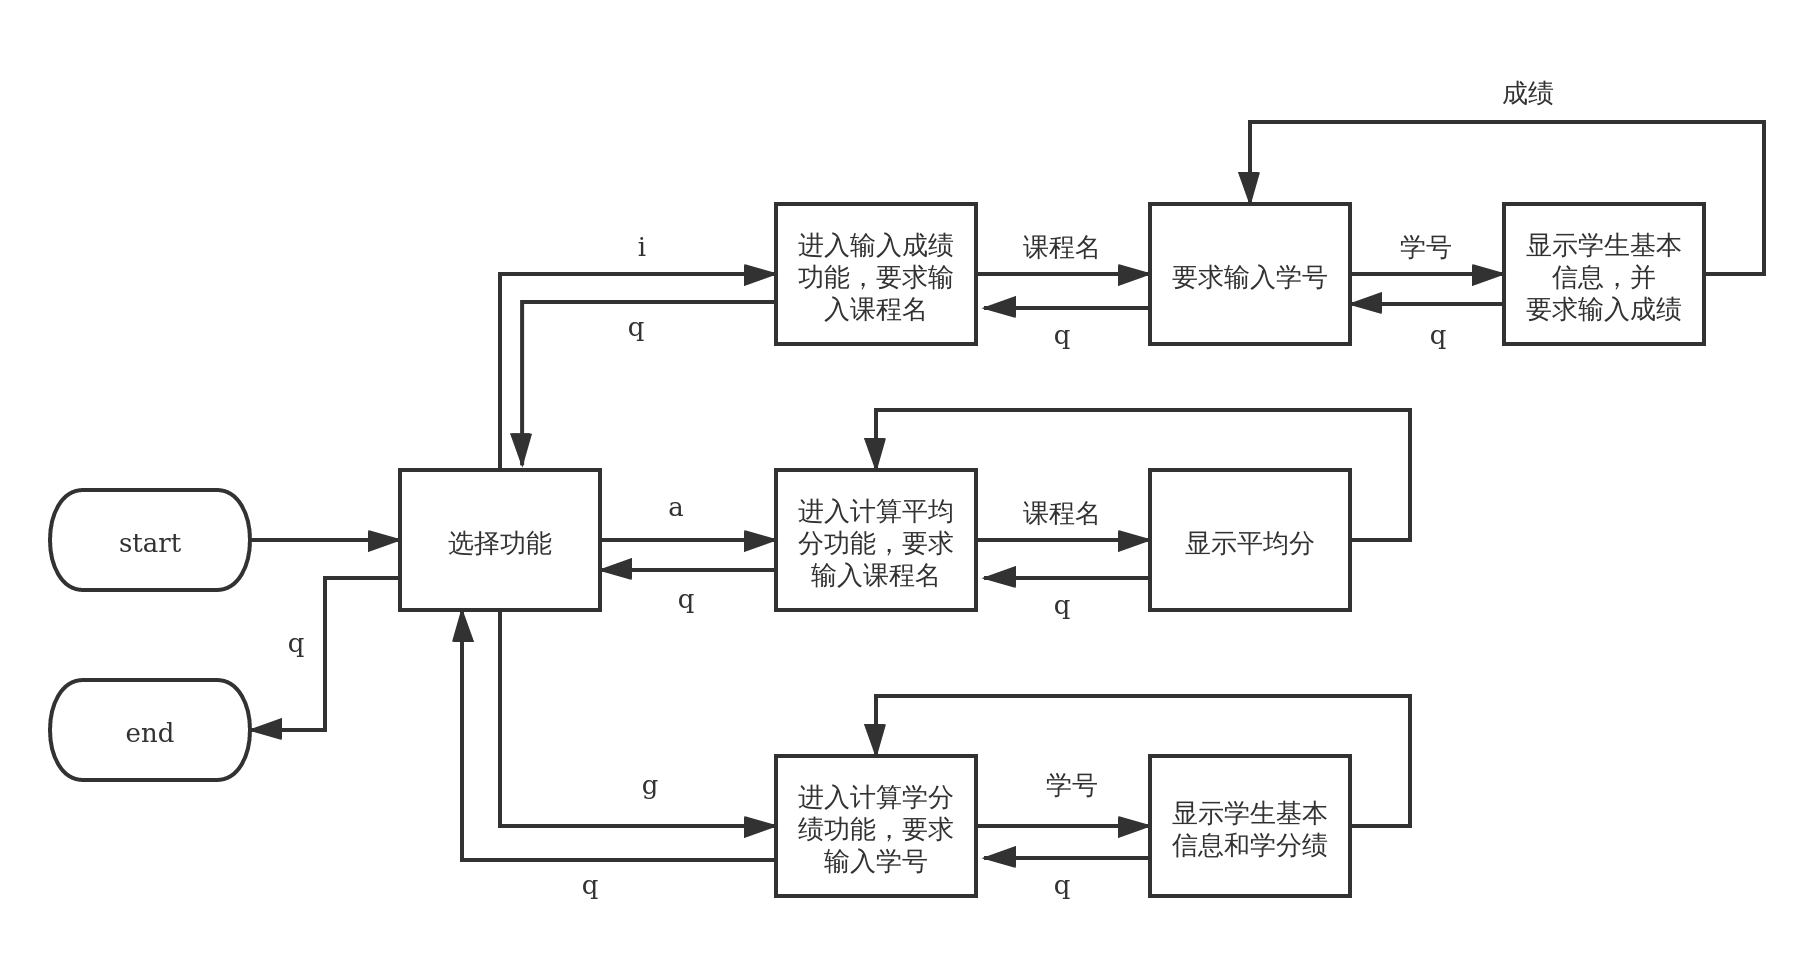 成绩
i
进入输入成绩
功能，要求输
入课程名
课程名
要求输入学号
学号
显示学生基本
信息，并
要求输入成绩
q
q
q
start
选择功能
a
进入计算平均
分功能，要求
输入课程名
课程名
显示平均分
q
q
q
end
g
进入计算学分
绩功能，要求
输入学号
学号
显示学生基本
信息和学分绩
q
q